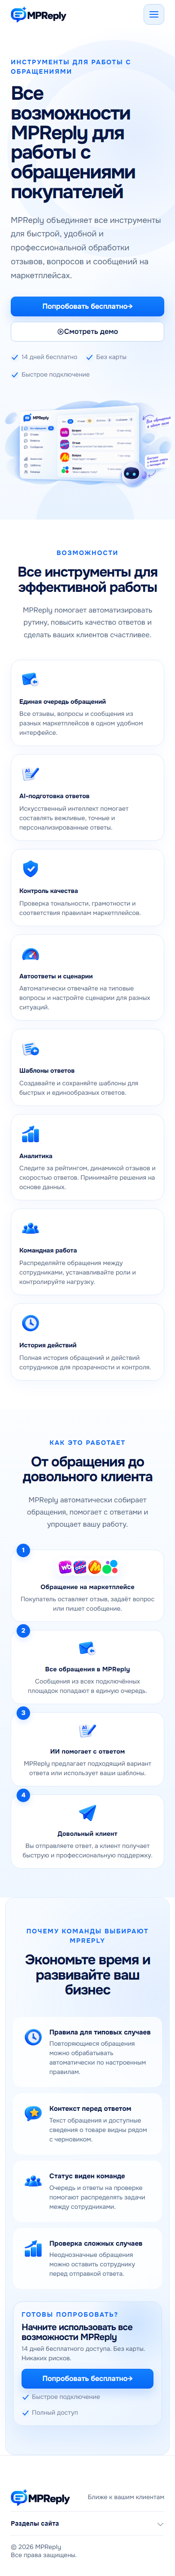 MPReply
ИНСТРУМЕНТЫ ДЛЯ РАБОТЫ С
ОБРАЩЕНИЯМИ
Все
возможности
MPReply для
работы с
обращениями
покупателей
MPReply объединяет все инструменты
для быстрой, удобной и
профессиональной обработки
отзывов, вопросов и сообщений на
маркетплейсах.
Попробовать бесплатно→
Смотреть демо
14 дней бесплатно
Без карты
Быстрое подключение
MPReply
ВОЗМОЖНОСТИ
Все инструменты для
эффективной работы
MPReply помогает автоматизировать
рутину, повысить качество ответов и
сделать ваших клиентов счастливее.
Единая очередь обращений
Все отзывы, вопросы и сообщения из
разных маркетплейсов в одном удобном
интерфейсе.
AI
AI-подготовка ответов
Искусственный интеллект помогает
составлять вежливые, точные и
персонализированные ответы.
Контроль качества
Проверка тональности, грамотности и
соответствия правилам маркетплейсов.
Автоответы и сценарии
Автоматически отвечайте на типовые
вопросы и настройте сценарии для разных
ситуаций.
Шаблоны ответов
Создавайте и сохраняйте шаблоны для
быстрых и единообразных ответов.
Аналитика
Следите за рейтингом, динамикой отзывов и
скоростью ответов. Принимайте решения на
основе данных.
Командная работа
Распределяйте обращения между
сотрудниками, устанавливайте роли и
контролируйте нагрузку.
История действий
Полная история обращений и действий
сотрудников для прозрачности и контроля.
КАК ЭТО РАБОТАЕТ
От обращения до
довольного клиента
MPReply автоматически собирает
обращения, помогает с ответами и
упрощает вашу работу.
1
Обращение на маркетплейсе
Покупатель оставляет отзыв, задаёт вопрос
или пишет сообщение.
2
Все обращения в MPReply
Сообщения из всех подключённых
площадок попадают в единую очередь.
3
AI
ИИ помогает с ответом
MPReply предлагает подходящий вариант
ответа или использует ваши шаблоны.
4
Довольный клиент
Вы отправляете ответ, а клиент получает
быструю и профессиональную поддержку.
ПОЧЕМУ КОМАНДЫ ВЫБИРАЮТ
MPREPLY
Экономьте время и
развивайте ваш
бизнес
Правила для типовых случаев
Повторяющиеся обращения
можно обрабатывать
автоматически по настроенным
правилам.
Контекст перед ответом
Текст обращения и доступные
сведения о товаре видны рядом
с черновиком.
Статус виден команде
Очередь и ответы на проверке
помогают распределять задачи
между сотрудниками.
Проверка сложных случаев
Неоднозначные обращения
можно оставить сотруднику
перед отправкой ответа.
ГОТОВЫ ПОПРОБОВАТЬ?
Начните использовать все
возможности MPReply
14 дней бесплатного доступа. Без карты.
Никаких рисков.
Попробовать бесплатно→
Быстрое подключение
Полный доступ
MPReply
Ближе к вашим клиентам
Разделы сайта
© 2026 MPReply
Все права защищены.